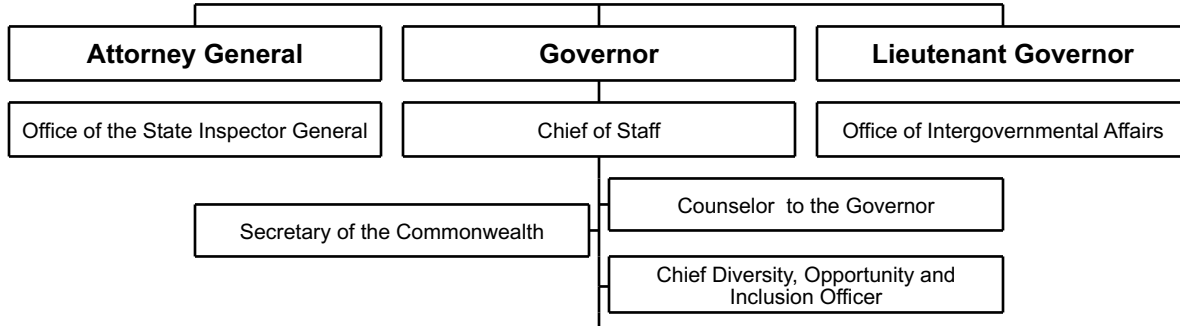 Attorney General
Governor
Lieutenant Governor
Office of the State Inspector General
Chief of Staff
Office of Intergovernmental Affairs
Counselor to the Governor
Secretary of the Commonwealth
Chief Diversity, Opportunity and
Inclusion Officer